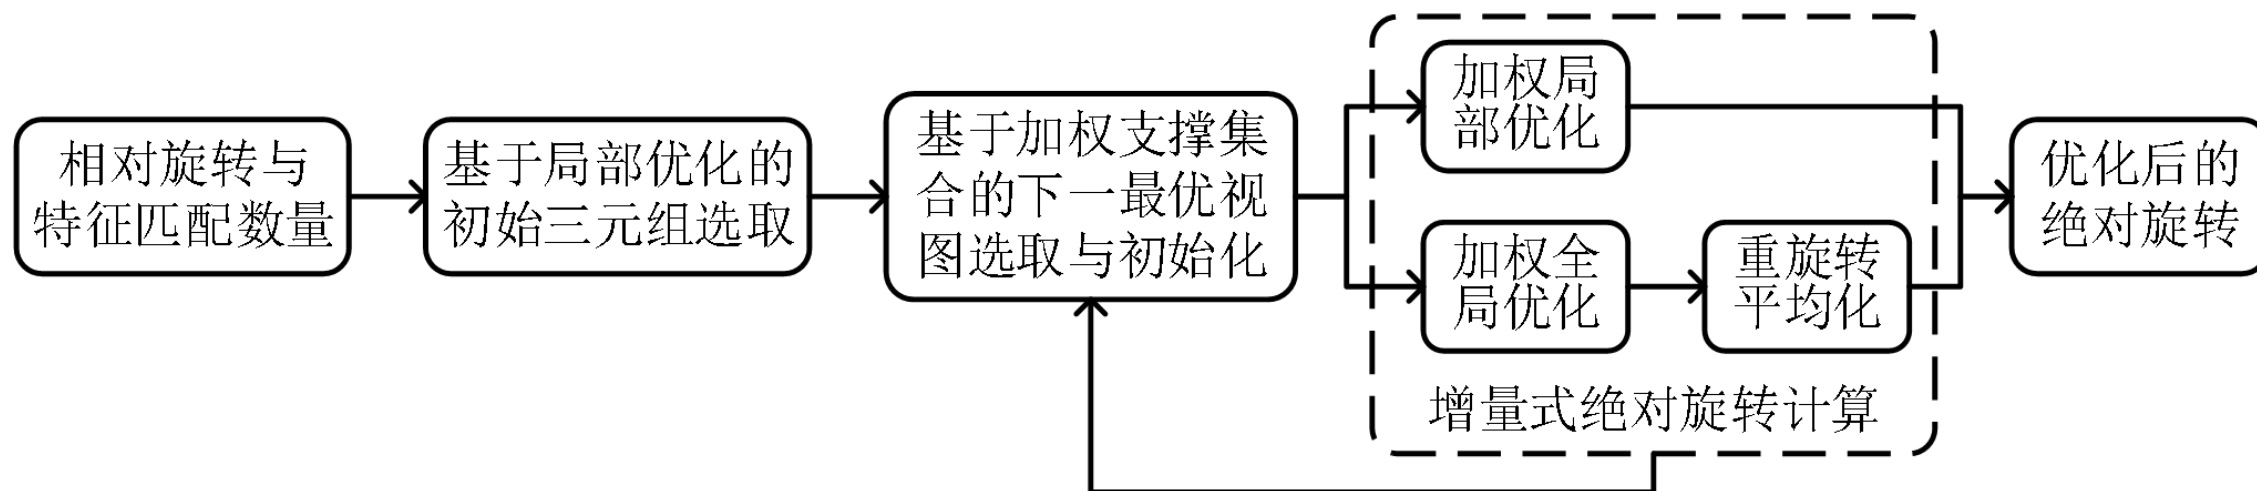 相对旋转与
特征匹配数量
基于局部优化的
初始三元组选取
基于加权支撑集
合的下一最优视
图选取与初始化
加权局
部优化
加权全
局优化
重旋转
平均化
增量式绝对旋转计算
优化后的
绝对旋转